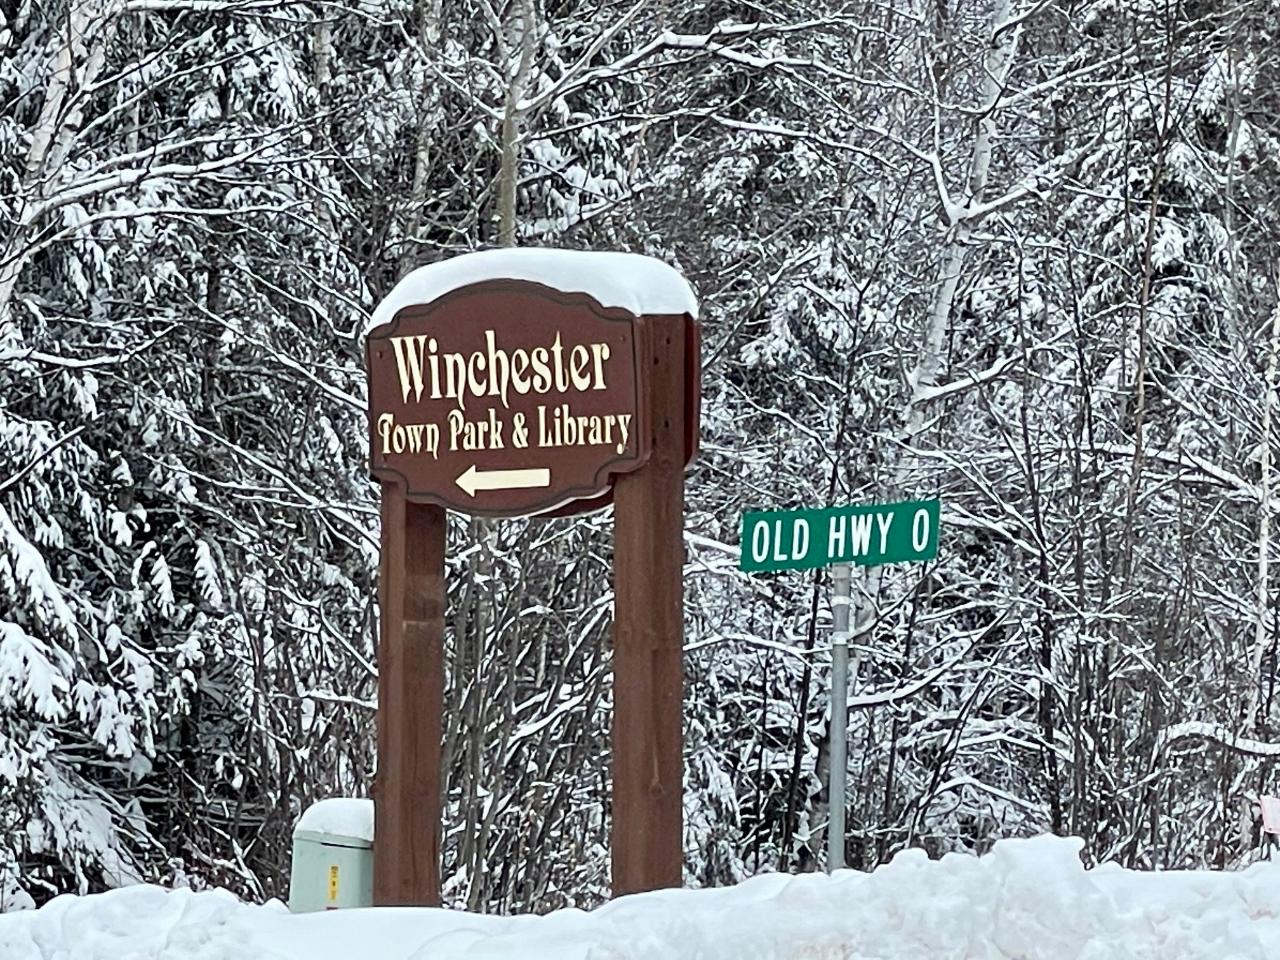 Winchester
Town Park & Library
OLD HWY O